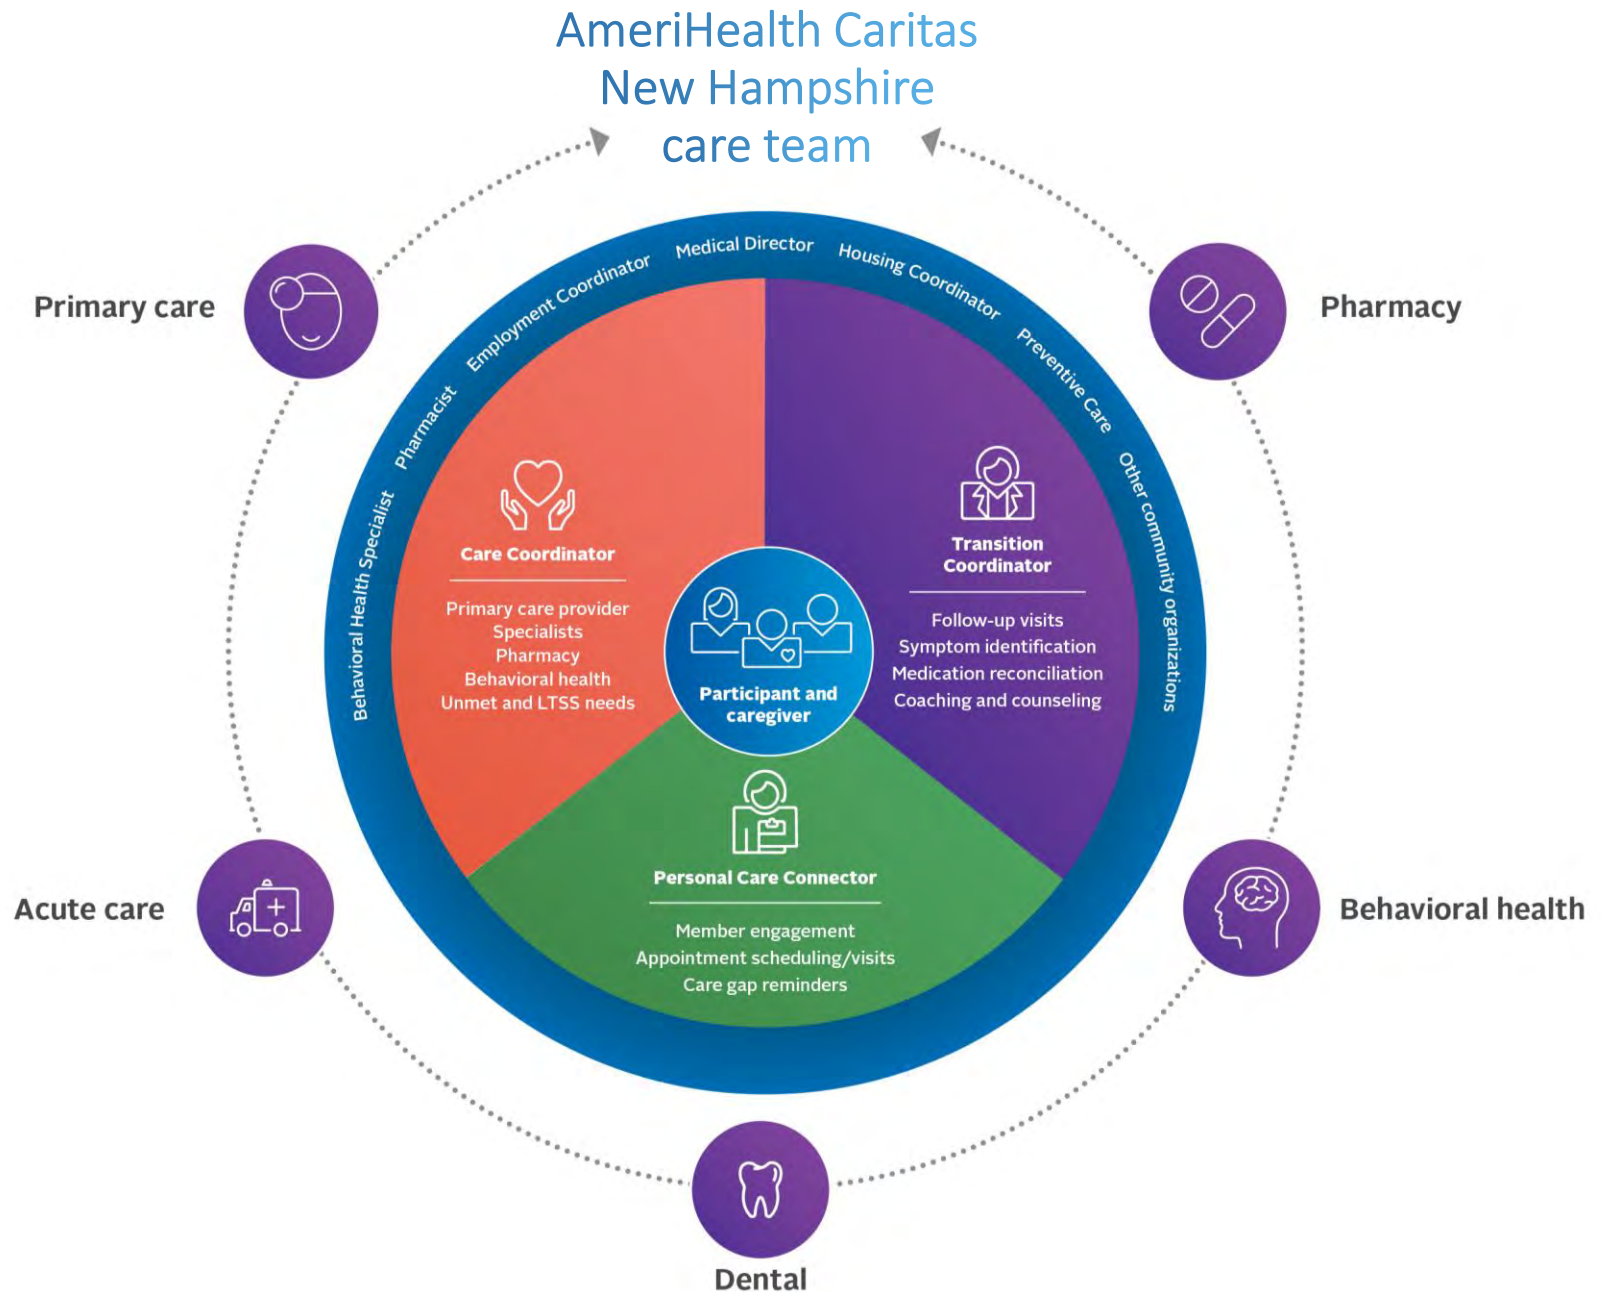 AmeriHealth Caritas
New Hampshire
care team
Primary care
Pharmacy
Behavioral Health Specialist
Pharmacist
Employment Coordinator
Medical Director
Housing Coordinator
Preventive Care
Other community organizations
Care Coordinator
Primary care provider
Specialists
Pharmacy
Behavioral health
Unmet and LTSS needs
Transition
Coordinator
Follow-up visits
Symptom identification
Medication reconciliation
Coaching and counseling
Participant and
caregiver
Personal Care Connector
Member engagement
Appointment scheduling/visits
Care gap reminders
Acute care
Behavioral health
Dental